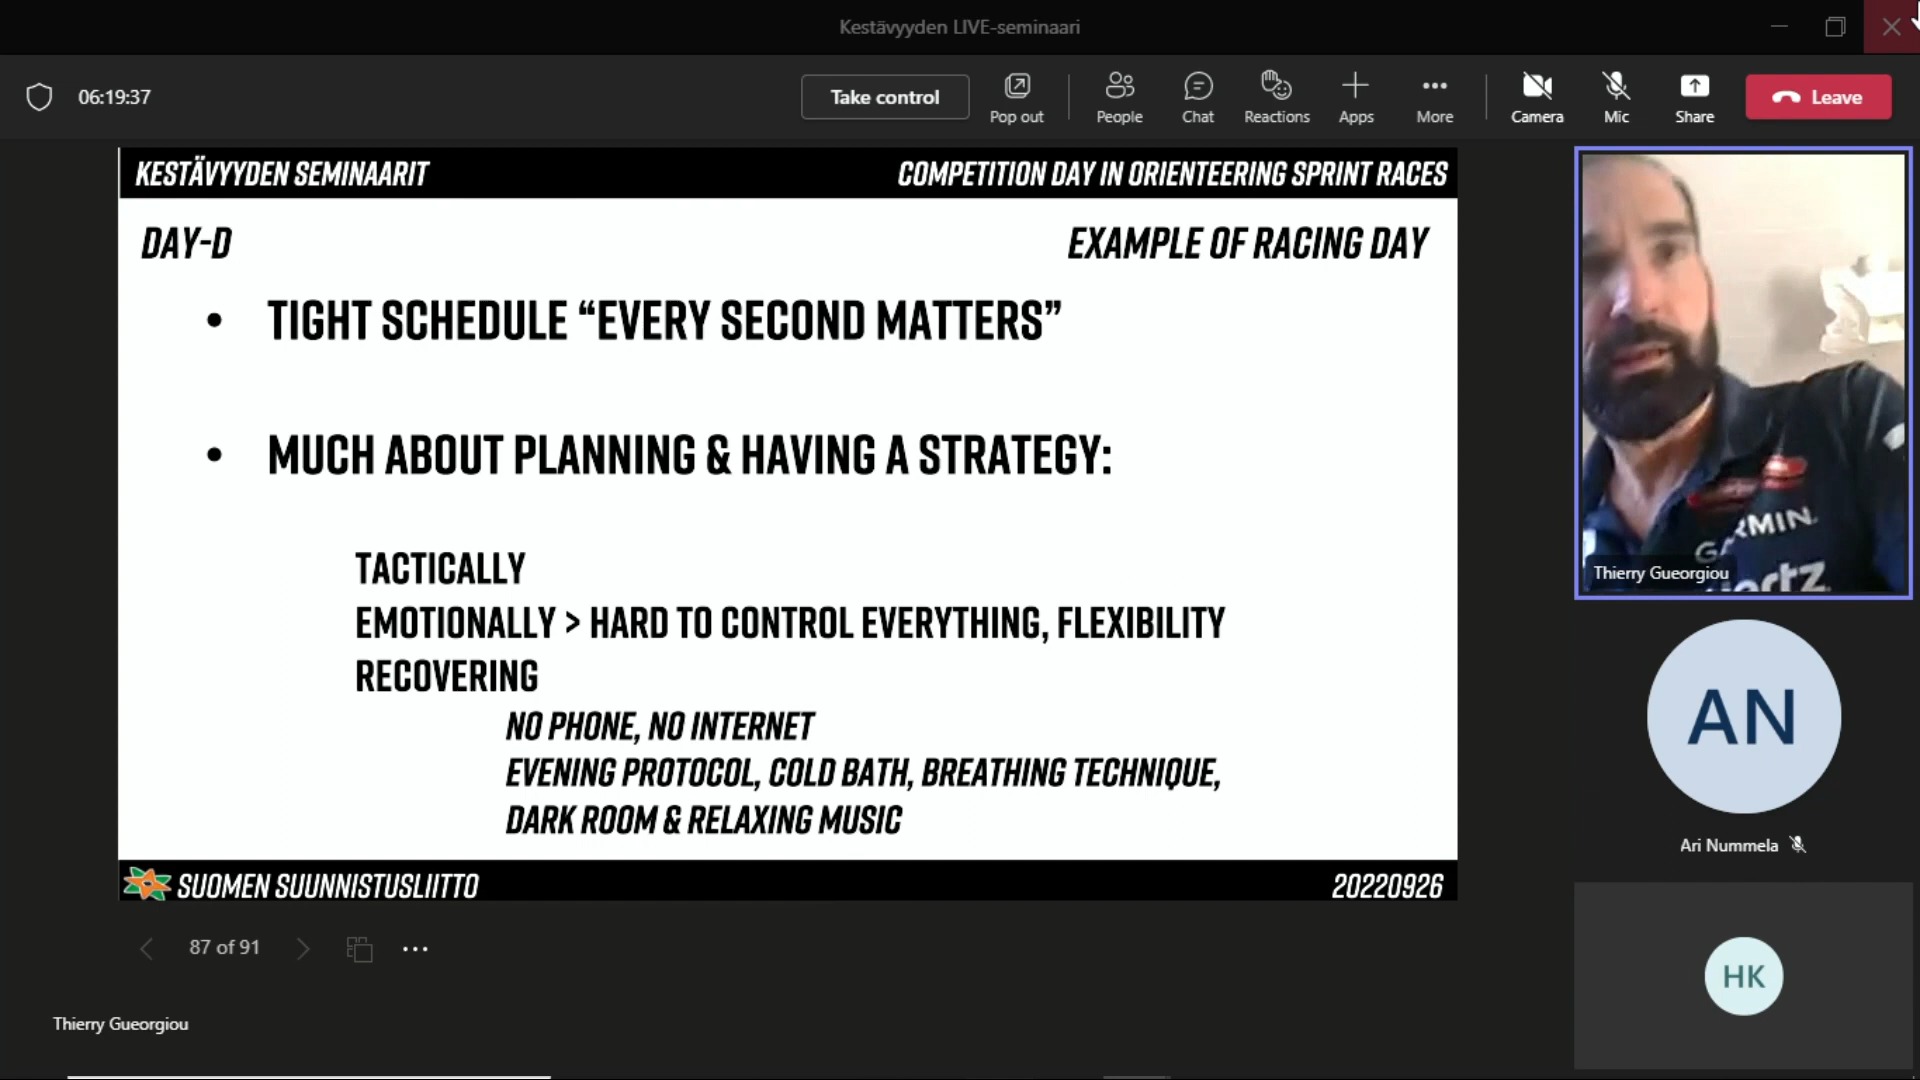 Kestävyyden LIVE-seminaari
06:19:37
Take control
Pop out
People
Chat
Reactions
Apps
More
Camera
Mic
Share
Leave
KESTÄVYYDEN SEMINAARIT
COMPETITION DAY IN ORIENTEERING SPRINT RACES
DAY-D
EXAMPLE OF RACING DAY
• TIGHT SCHEDULE “EVERY SECOND MATTERS”
• MUCH ABOUT PLANNING & HAVING A STRATEGY:
TACTICALLY
EMOTIONALLY > HARD TO CONTROL EVERYTHING, FLEXIBILITY
RECOVERING
NO PHONE, NO INTERNET
EVENING PROTOCOL, COLD BATH, BREATHING TECHNIQUE,
DARK ROOM & RELAXING MUSIC
SUOMEN SUUNNISTUSLIITTO
20220926
87 of 91
Thierry Gueorgiou
GARMIN
Thierry Gueorgiou
AN
Ari Nummela
HK